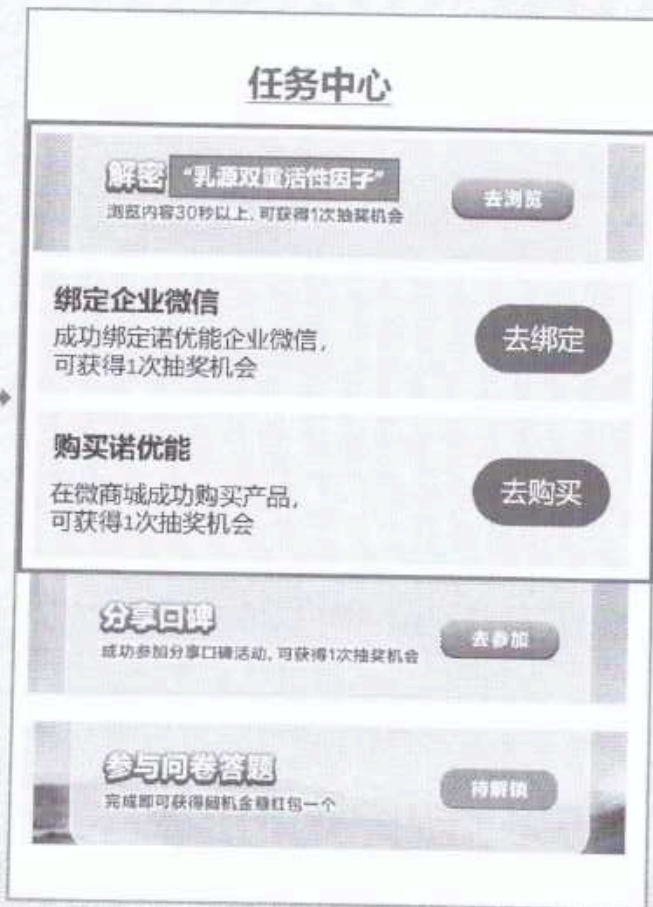 任务中心
解密 “乳源双重活性因子”
浏览内容30秒以上，可获得1次抽奖机会
去浏览
绑定企业微信
成功绑定诺优能企业微信，
可获得1次抽奖机会
去绑定
购买诺优能
在微商城成功购买产品，
可获得1次抽奖机会
去购买
分享口碑
成功参加分享口碑活动，可获得1次抽奖机会
去参加
参与问卷答题
完成即可获得随机金额红包一个
待解锁